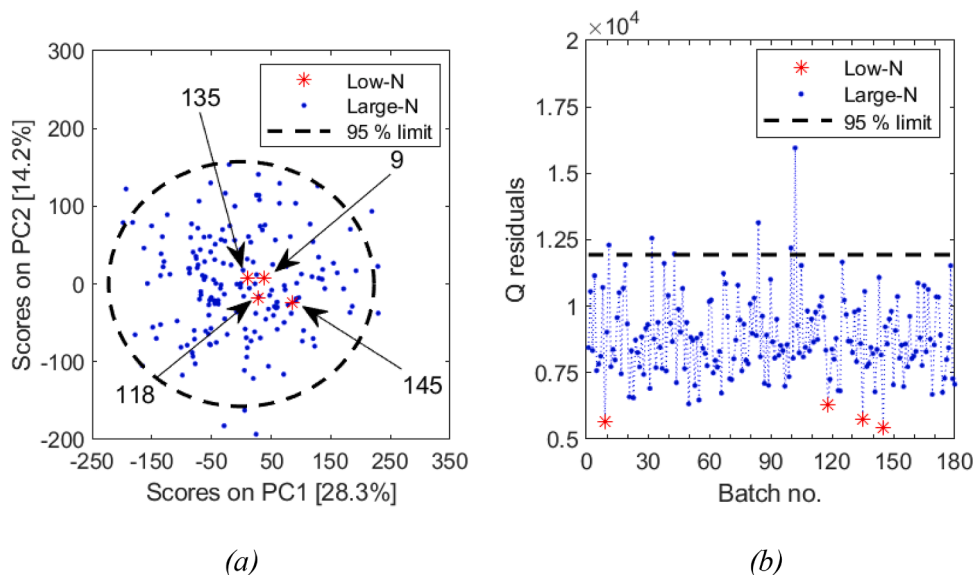 300
200
100
0
-100
-200
-250
-150
-50
50
150
250
350
Scores on PC2 [14.2%]
Scores on PC1 [28.3%]
Low-N
Large-N
95 % limit
135
9
118
145
(a)
×10⁴
2
1.75
1.5
1.25
1
0.75
0.5
0
30
60
90
120
150
180
Q residuals
Batch no.
Low-N
Large-N
95 % limit
(b)